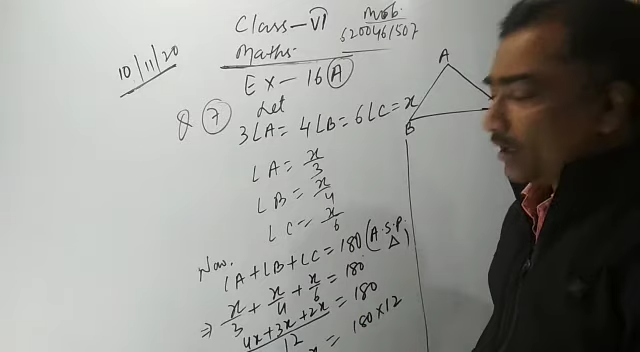 Class-VI
Mob.
6200461507
Maths.
10/11/20
Ex-16 A
Q 7 Let
3∠A = 4∠B = 6∠C = x
∠A = x/3
∠B = x/4
∠C = x/6
Now.
∠A+∠B+∠C = 180 (A.S.P. Δ)
⇒ x/3 + x/4 + x/6 = 180
4x+3x+2x/12 = 180
= 180×12
A
B